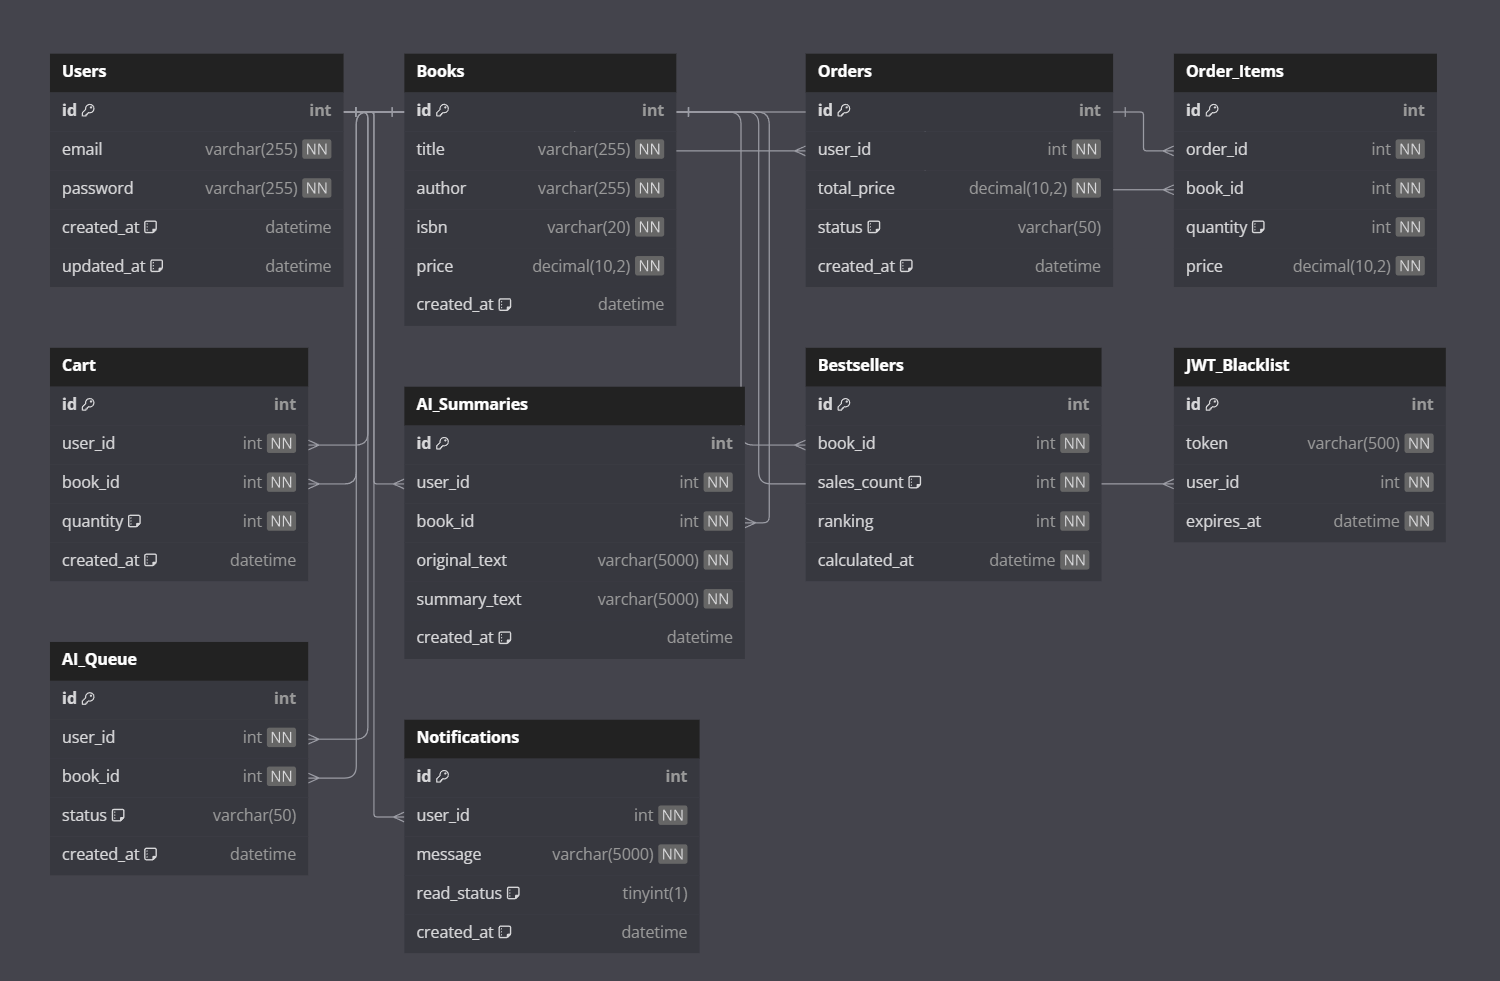 Users
id int
email varchar(255) NN
password varchar(255) NN
created_at datetime
updated_at datetime
Books
id int
title varchar(255) NN
author varchar(255) NN
isbn varchar(20) NN
price decimal(10,2) NN
created_at datetime
Orders
id int
user_id int NN
total_price decimal(10,2) NN
status varchar(50)
created_at datetime
Order_Items
id int
order_id int NN
book_id int NN
quantity int NN
price decimal(10,2) NN
Cart
id int
user_id int NN
book_id int NN
quantity int NN
created_at datetime
AI_Summaries
id int
user_id int NN
book_id int NN
original_text varchar(5000) NN
summary_text varchar(5000) NN
created_at datetime
Bestsellers
id int
book_id int NN
sales_count int NN
ranking int NN
calculated_at datetime NN
JWT_Blacklist
id int
token varchar(500) NN
user_id int NN
expires_at datetime NN
AI_Queue
id int
user_id int NN
book_id int NN
status varchar(50)
created_at datetime
Notifications
id int
user_id int NN
message varchar(5000) NN
read_status tinyint(1)
created_at datetime